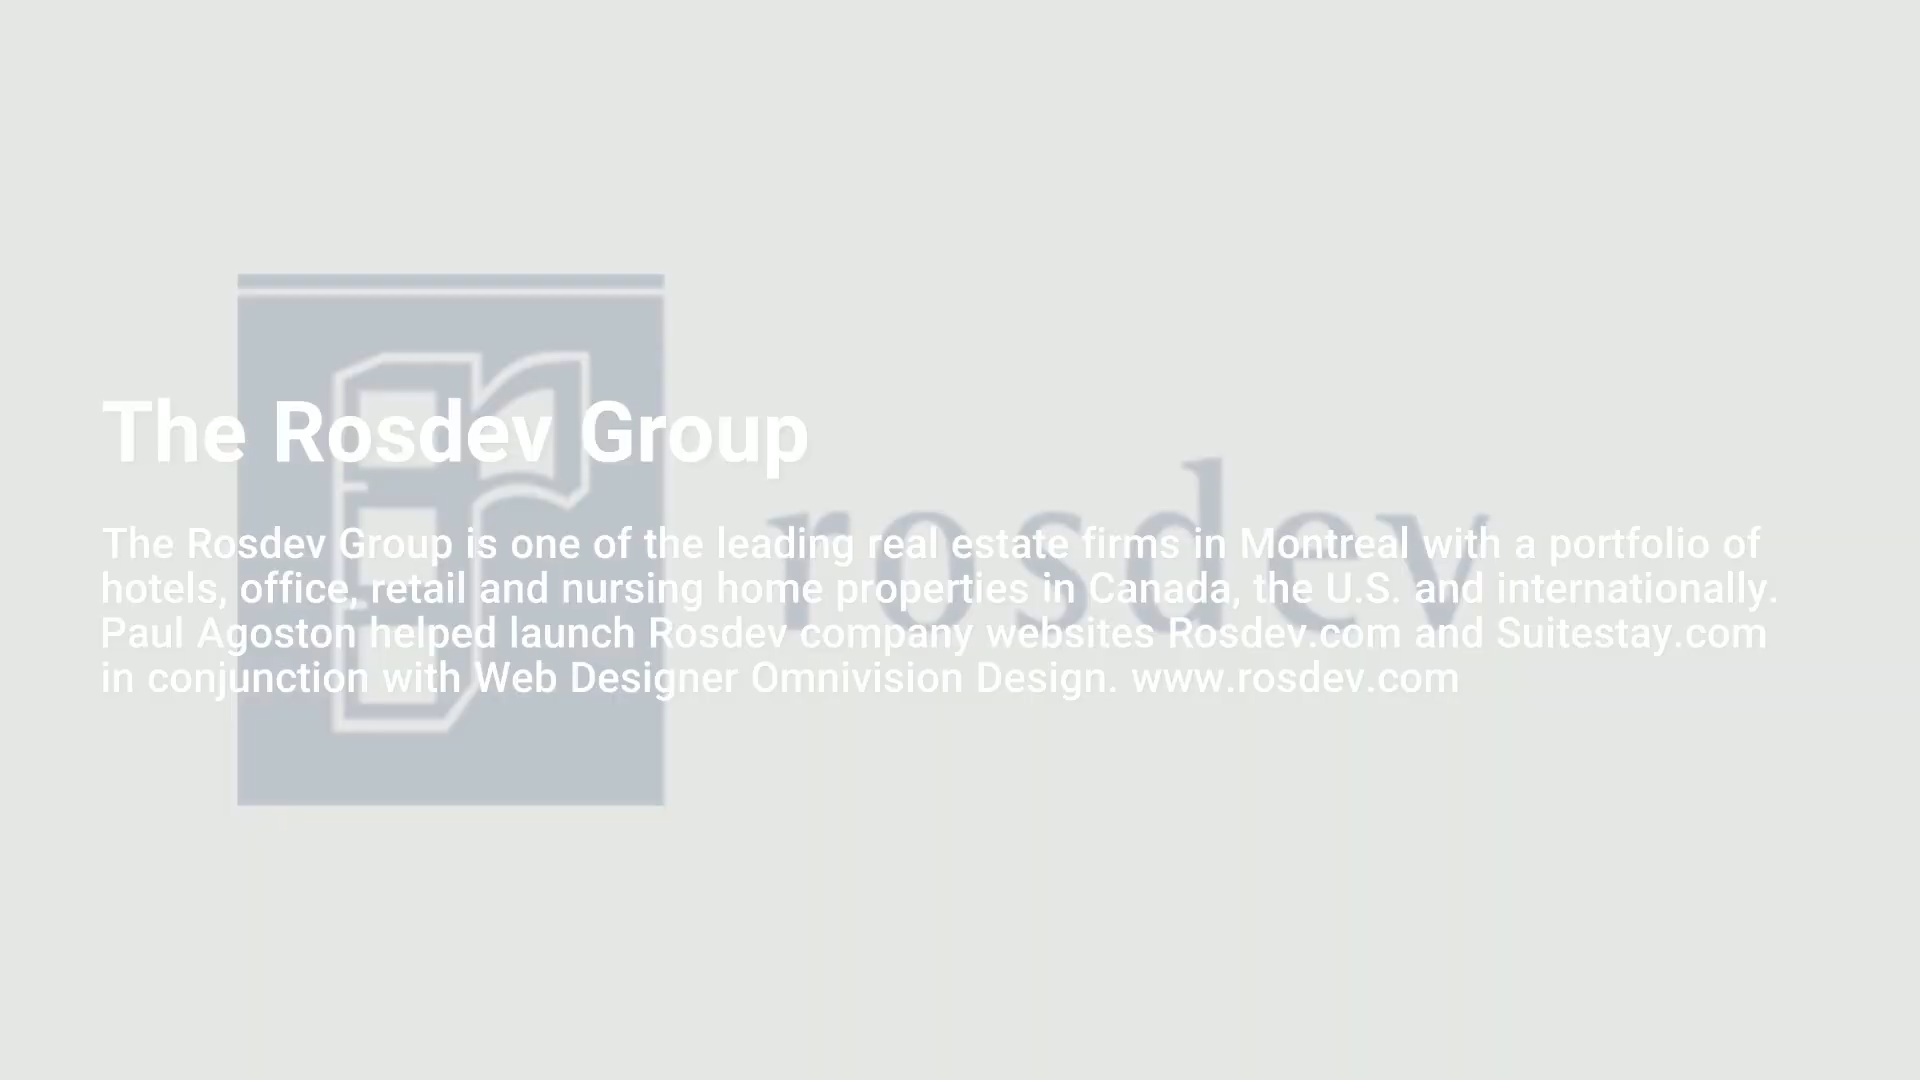 The Rosdev Group
rosdev
The Rosdev Group is one of the leading real estate firms in Montreal with a portfolio of
hotels, office, retail and nursing home properties in Canada, the U.S. and internationally.
Paul Agoston helped launch Rosdev company websites Rosdev.com and Suitestay.com
in conjunction with Web Designer Omnivision Design. www.rosdev.com